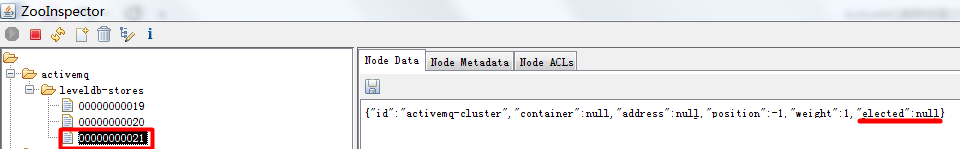 ZooInspector
activemq
leveldb-stores
00000000019
00000000020
00000000021
Node Data
Node Metadata
Node ACLs
{"id":"activemq-cluster","container":null,"address":null,"position":-1,"weight":1,"elected":null}